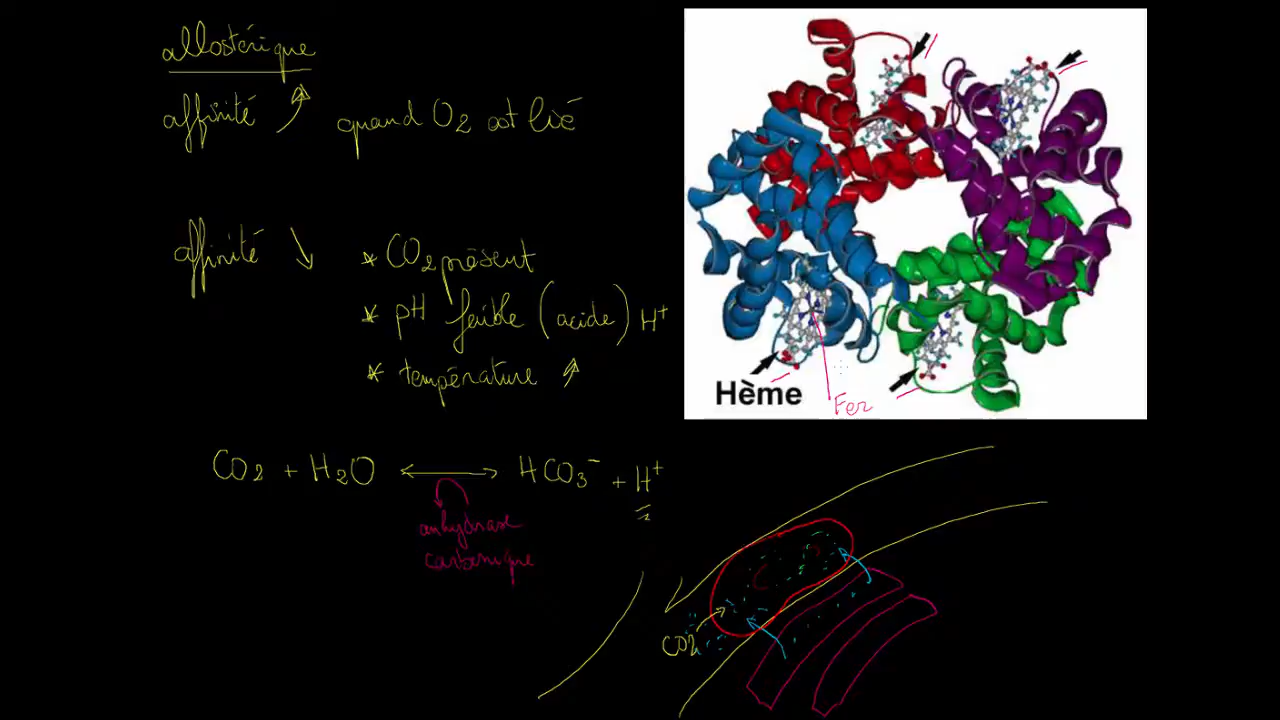 allostérique
affinité ↗ quand O2 est lié
affinité ↘ * CO2 présent
* pH faible (acide) H+
* température ↗
Hème
Fer
CO2 + H2O ⟷ HCO3- + H+
anhydrase
carbonique
CO2